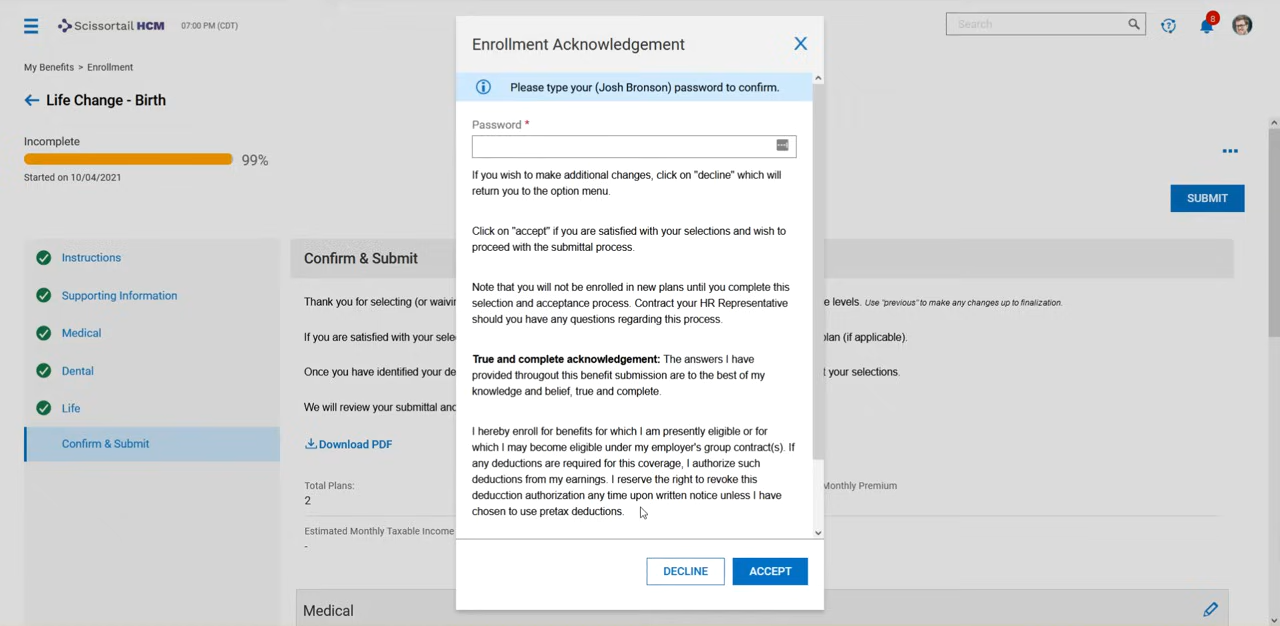 Scissortail HCM
07:00 PM (CDT)
Search
8
My Benefits > Enrollment
Life Change - Birth
Incomplete
99%
Started on 10/04/2021
SUBMIT
Instructions
Supporting Information
Medical
Dental
Life
Confirm & Submit
Confirm & Submit
Thank you for selecting (or waivin
e levels. Use "previous" to make any changes up to finalization.
If you are satisfied with your sele
plan (if applicable).
Once you have identified your de
t your selections.
We will review your submittal and
Download PDF
Total Plans:
2
Monthly Premium
Estimated Monthly Taxable Income
-
Medical
Enrollment Acknowledgement
X
Please type your (Josh Bronson) password to confirm.
Password *
If you wish to make additional changes, click on "decline" which will
return you to the option menu.
Click on "accept" if you are satisfied with your selections and wish to
proceed with the submittal process.
Note that you will not be enrolled in new plans until you complete this
selection and acceptance process. Contract your HR Representative
should you have any questions regarding this process.
True and complete acknowledgement: The answers I have
provided througout this benefit submission are to the best of my
knowledge and belief, true and complete.
I hereby enroll for benefits for which I am presently eligible or for
which I may become eligible under my employer's group contract(s). If
any deductions are required for this coverage, I authorize such
deductions from my earnings. I reserve the right to revoke this
deducction authorization any time upon written notice unless I have
chosen to use pretax deductions.
DECLINE
ACCEPT